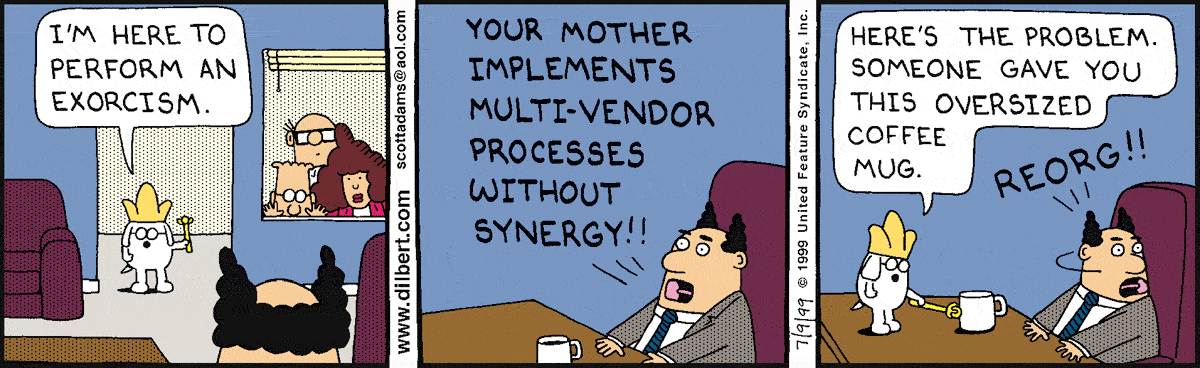 I'M HERE TO
PERFORM AN
EXORCISM.
www.dilbert.com scottadams@aol.com
YOUR MOTHER
IMPLEMENTS
MULTI-VENDOR
PROCESSES
WITHOUT
SYNERGY!!
7/9/99 © 1999 United Feature Syndicate, Inc.
HERE'S THE PROBLEM.
SOMEONE GAVE YOU
THIS OVERSIZED
COFFEE
MUG.
REORG!!